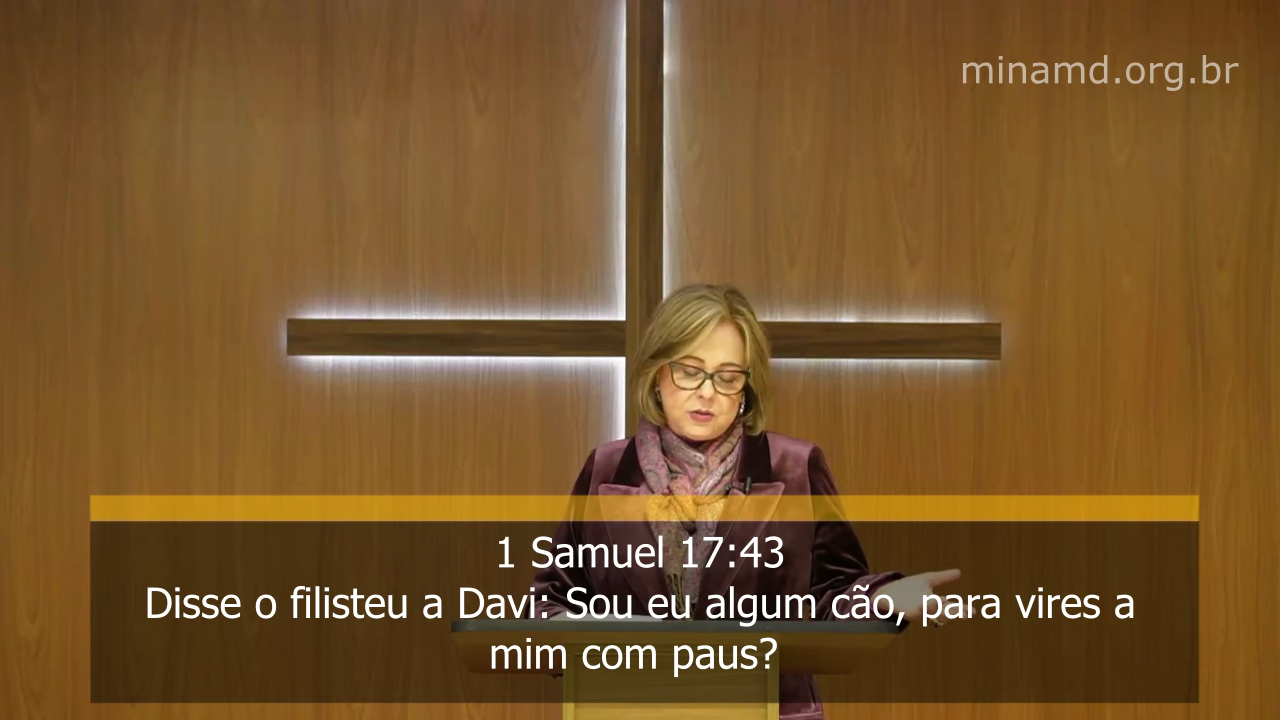 minamd.org.br
1 Samuel 17:43
Disse o filisteu a Davi: Sou eu algum cão, para vires a
mim com paus?